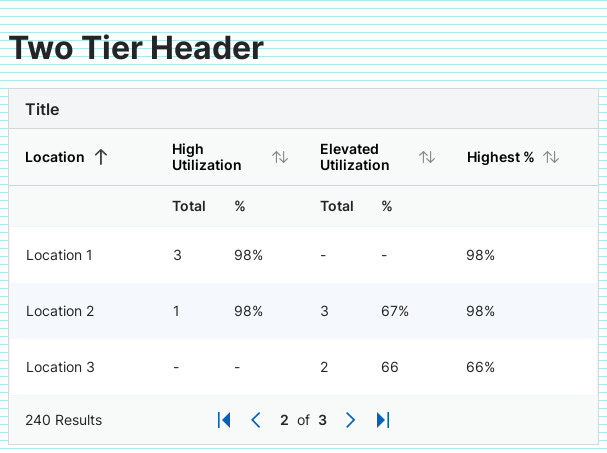 Two Tier Header
Title
Location High Utilization Elevated Utilization Highest %
Total % Total %
Location 1 3 98% - - 98%
Location 2 1 98% 3 67% 98%
Location 3 - - 2 66 66%
240 Results 2 of 3